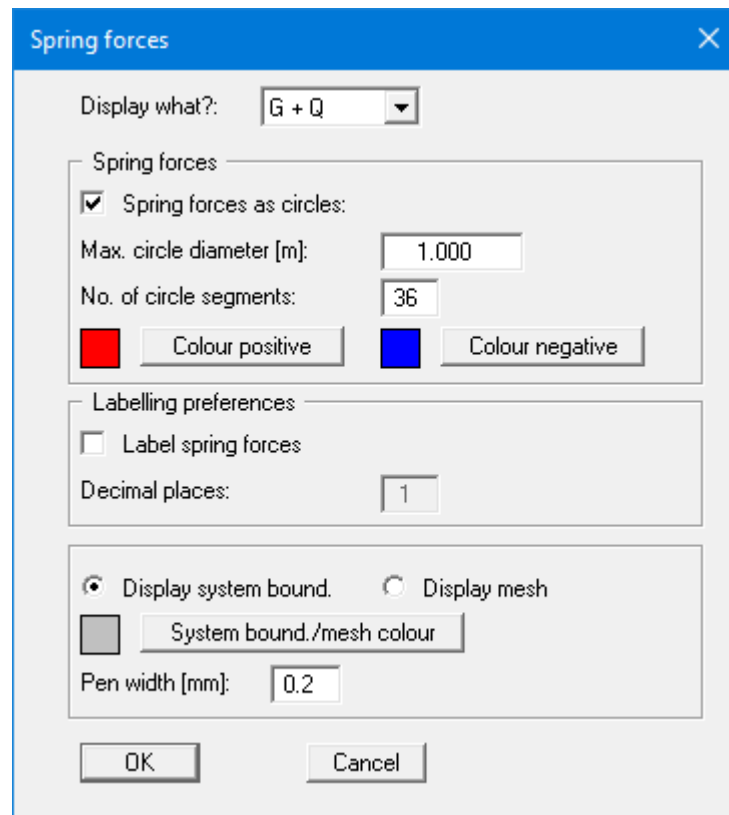 Spring forces
Display what?: G + Q
Spring forces
Spring forces as circles:
Max. circle diameter [m]: 1.000
No. of circle segments: 36
Colour positive Colour negative
Labelling preferences
Label spring forces
Decimal places: 1
Display system bound. Display mesh
System bound./mesh colour
Pen width [mm]: 0.2
OK Cancel